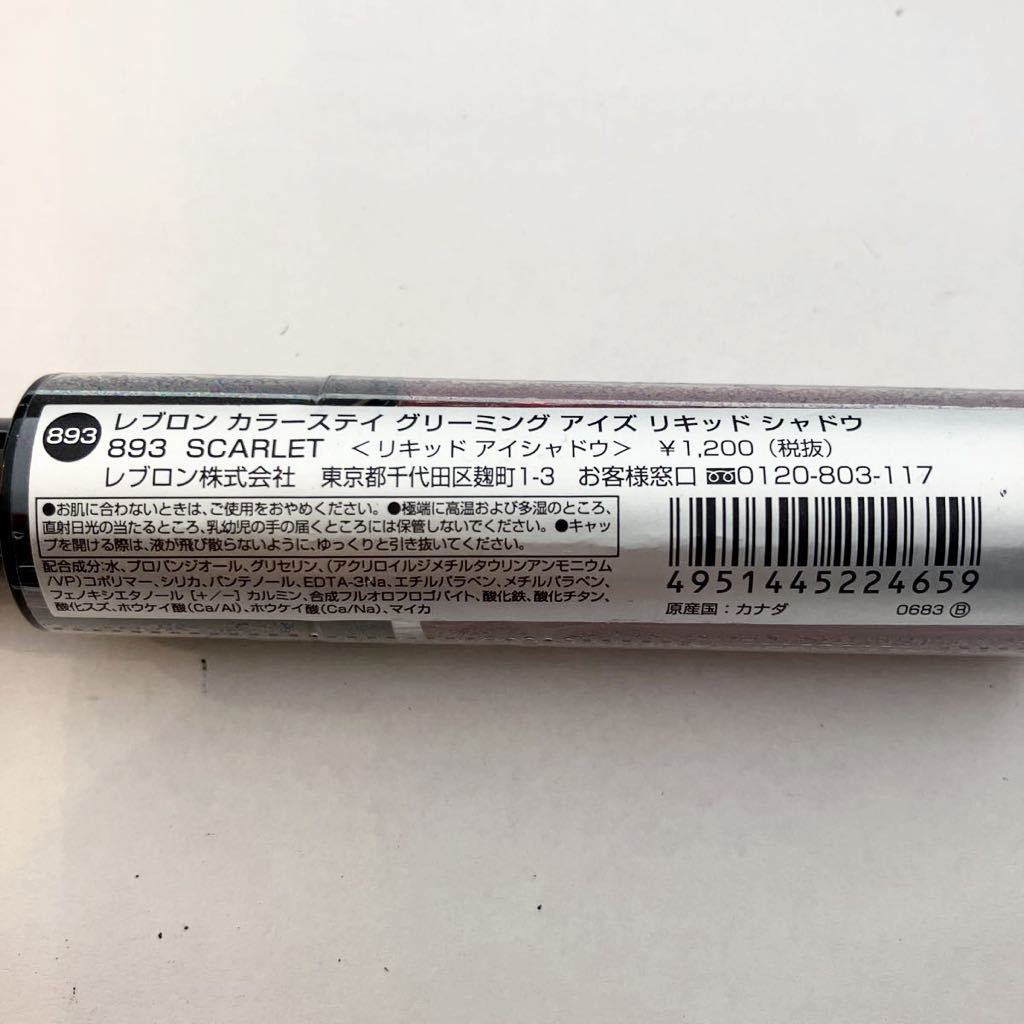 893
レブロン カラーステイ グリーミング アイズ リキッド シャドウ
893 SCARLET ＜リキッド アイシャドウ＞ ￥1,200（税抜）
レブロン株式会社 東京都千代田区麹町1-3 お客様窓口 0120-803-117
●お肌に合わないときは、ご使用をおやめください。●極端に高温および多湿のところ、
直射日光の当たるところ、乳幼児の手の届くところには保管しないでください。●キャッ
プを開ける際は、液が飛び散らないように、ゆっくりと引き抜いてください。
配合成分:水、プロパンジオール、グリセリン、(アクリロイルジメチルタウリンアンモニウム
/VP)コポリマー、シリカ、パンテノール、EDTA-3Na、エチルパラベン、メチルパラベン、
フェノキシエタノール [+/-] カルミン、合成フルオロフロゴパイト、酸化鉄、酸化チタン、
酸化スズ、ホウケイ酸(Ca/Al)、ホウケイ酸(Ca/Na)、マイカ
4951445224659
原産国：カナダ 0683 Ⓑ